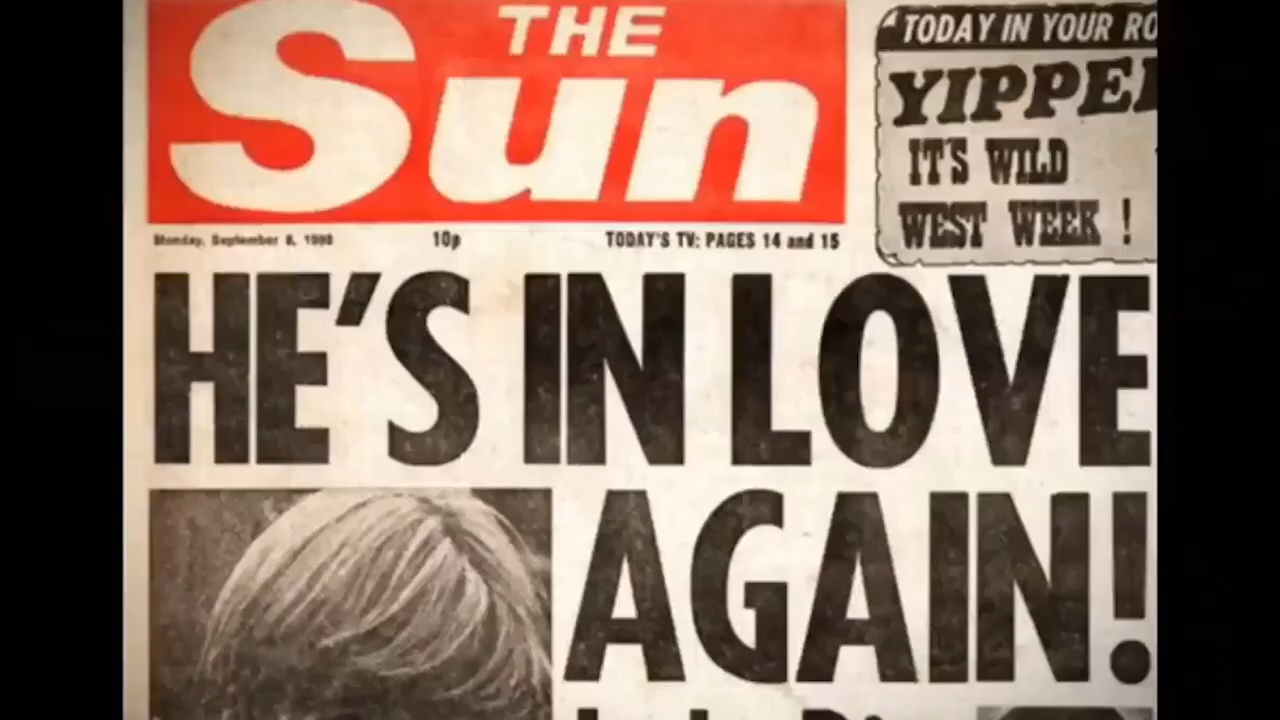 THE
Sun
Monday, September 8, 1980
10p
TODAY'S TV: PAGES 14 and 15
TODAY IN YOUR RO
YIPPEE
IT'S WILD
WEST WEEK !
HE'S IN LOVE
AGAIN!